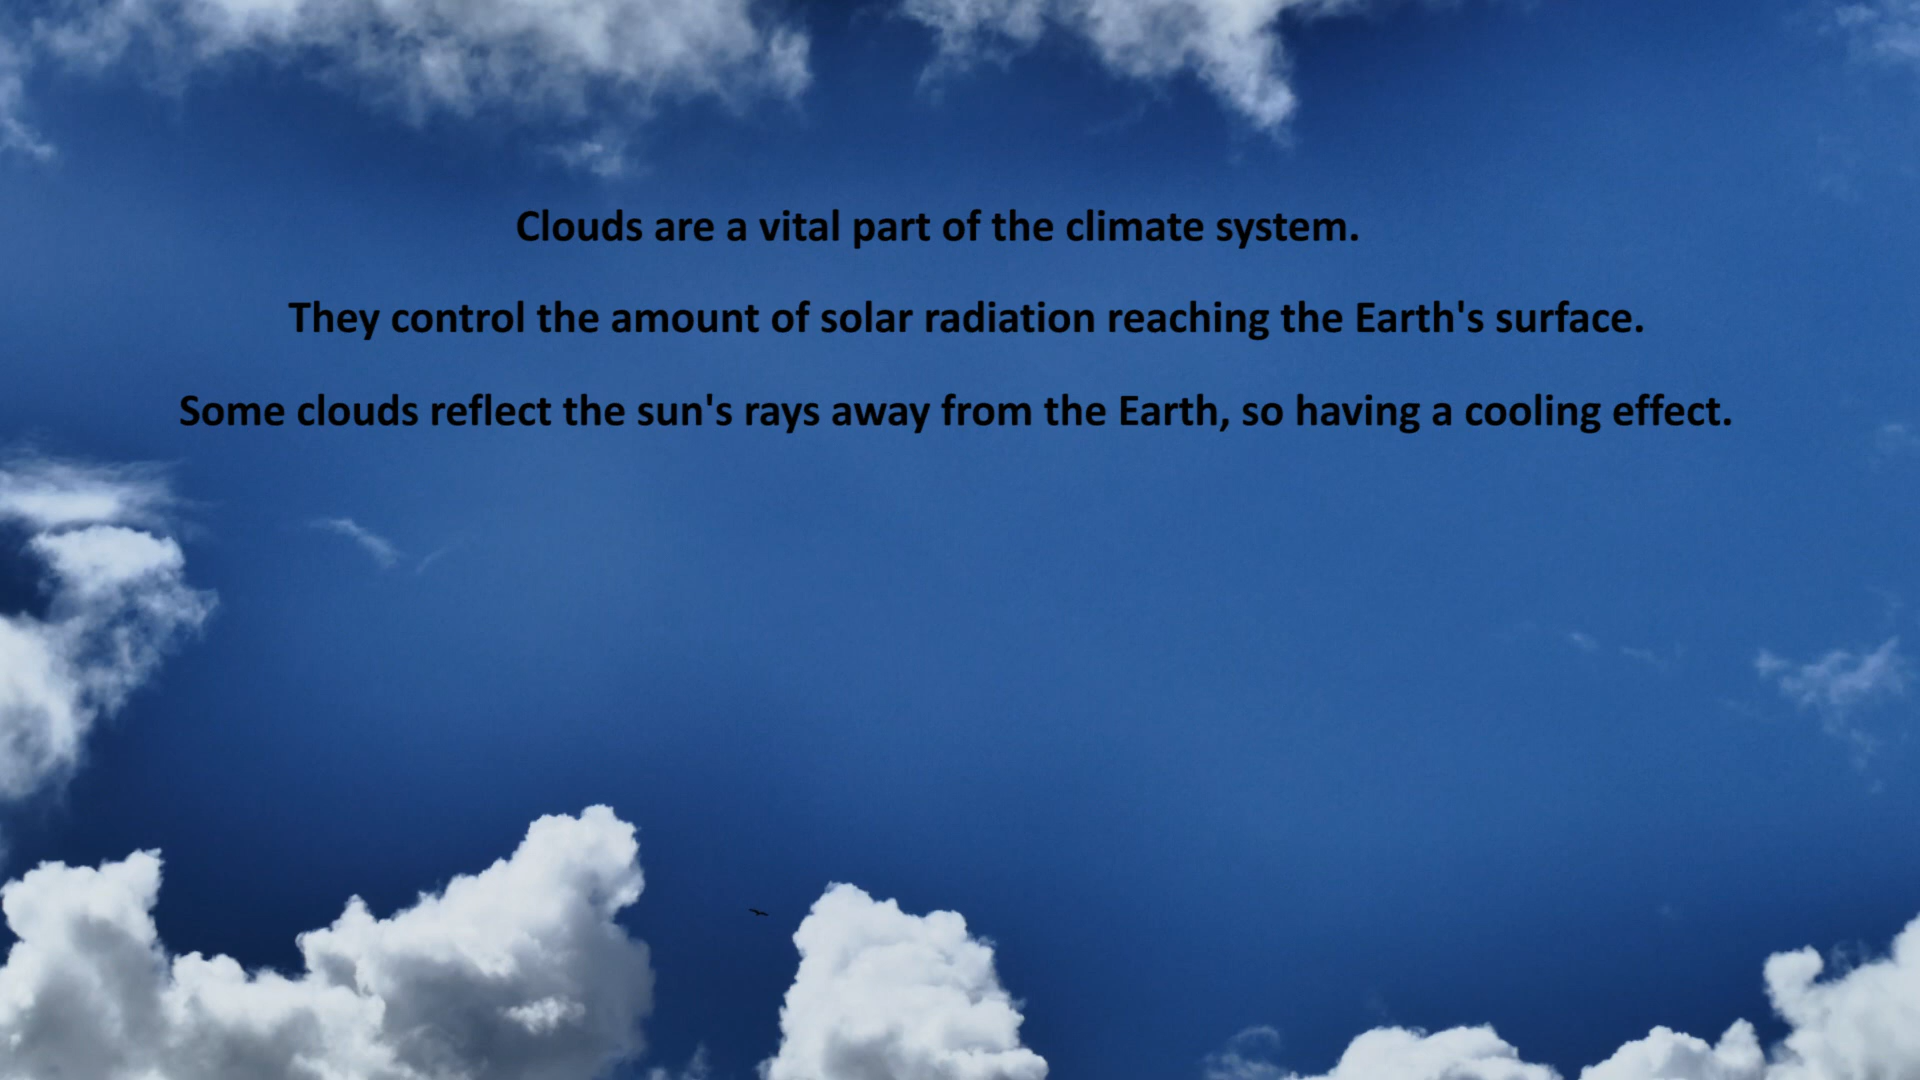 Clouds are a vital part of the climate system.
They control the amount of solar radiation reaching the Earth's surface.
Some clouds reflect the sun's rays away from the Earth, so having a cooling effect.